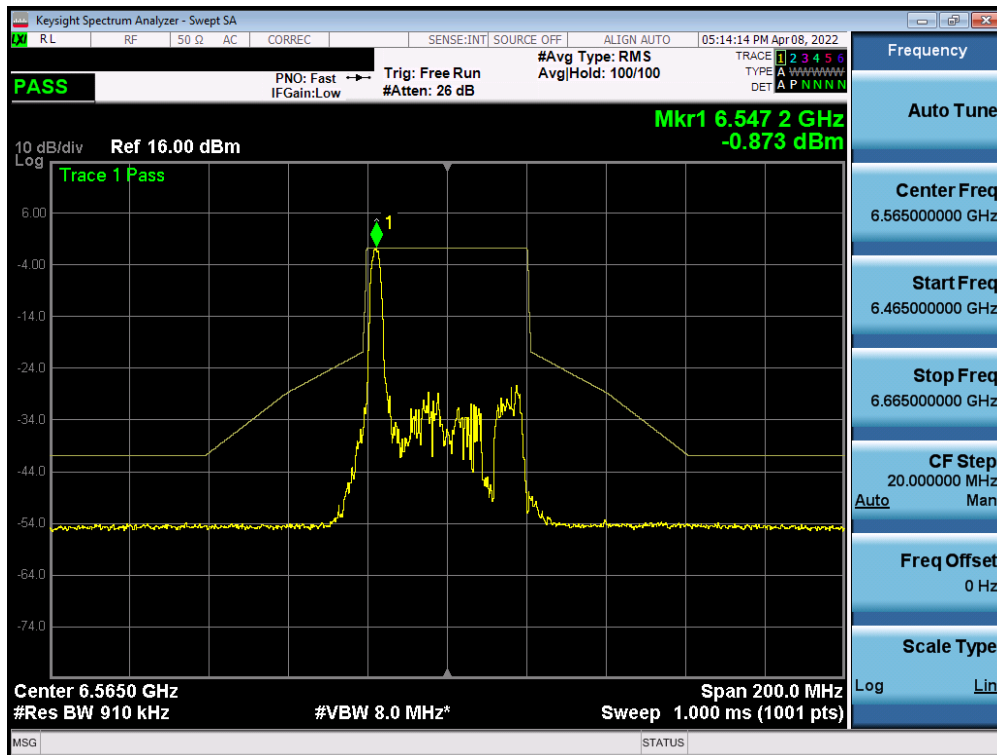 Keysight Spectrum Analyzer - Swept SA
LXI RL RF 50 Ω AC CORREC SENSE:INT SOURCE OFF ALIGN AUTO 05:14:14 PM Apr 08, 2022
PASS
PNO: Fast
IFGain:Low
Trig: Free Run
#Atten: 26 dB
#Avg Type: RMS
Avg|Hold: 100/100
TRACE 1 2 3 4 5 6
TYPE A WWWWW
DET A P N N N N
Mkr1 6.547 2 GHz
-0.873 dBm
10 dB/div Ref 16.00 dBm
Log
Trace 1 Pass
1
6.00
-4.00
-14.0
-24.0
-34.0
-44.0
-54.0
-64.0
-74.0
Center 6.5650 GHz Span 200.0 MHz
#Res BW 910 kHz #VBW 8.0 MHz* Sweep 1.000 ms (1001 pts)
MSG STATUS
Frequency
Auto Tune
Center Freq
6.565000000 GHz
Start Freq
6.465000000 GHz
Stop Freq
6.665000000 GHz
CF Step
20.000000 MHz
Auto Man
Freq Offset
0 Hz
Scale Type
Log Lin